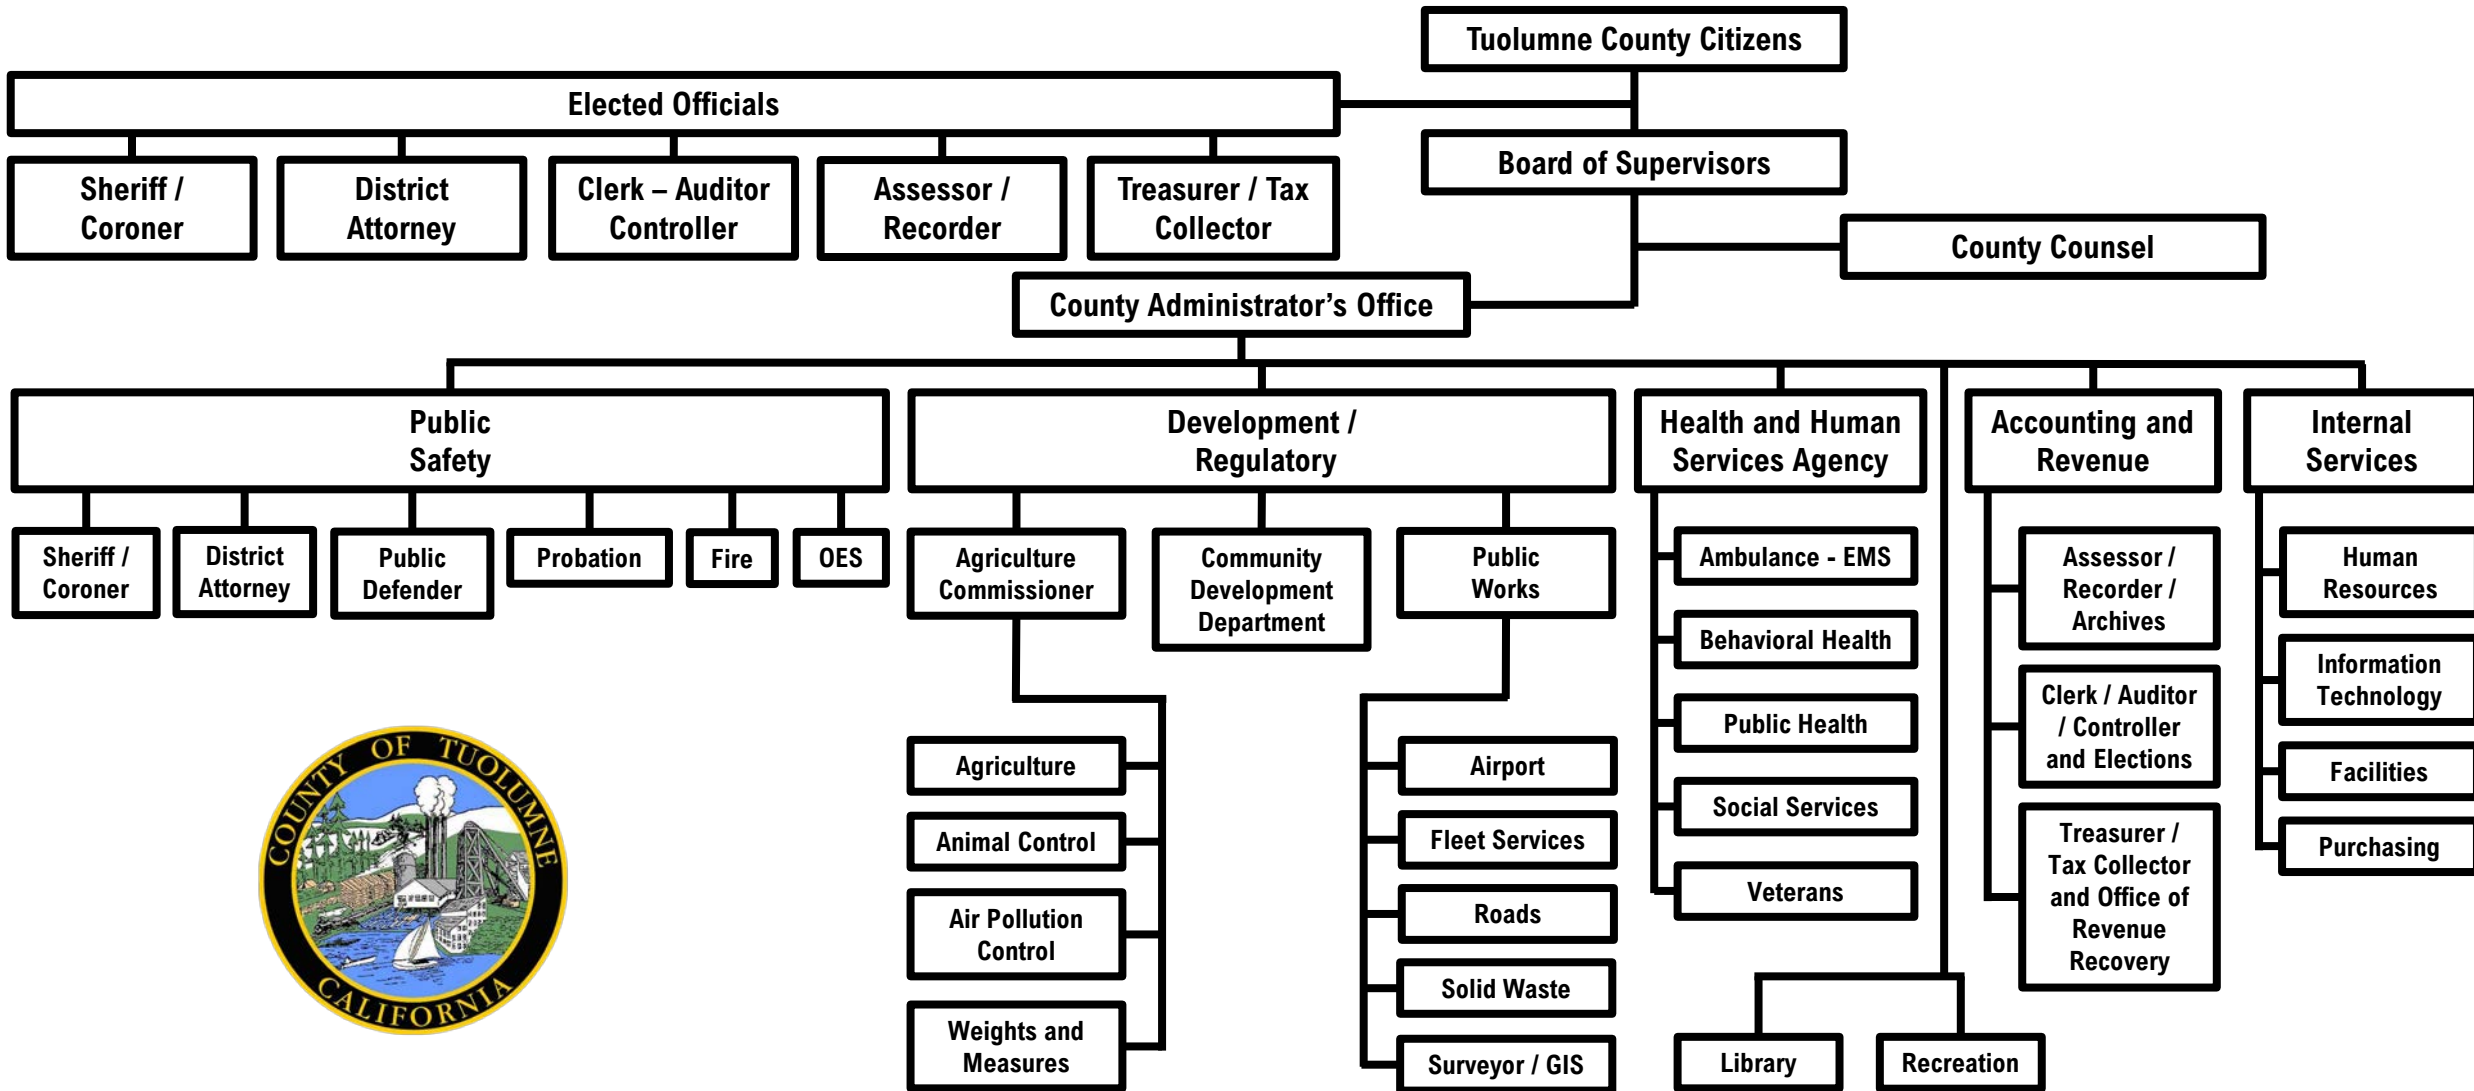 Tuolumne County Citizens
Elected Officials
Board of Supervisors
Sheriff /
Coroner
District
Attorney
Clerk – Auditor
Controller
Assessor /
Recorder
Treasurer / Tax
Collector
County Counsel
County Administrator’s Office
Public
Safety
Development /
Regulatory
Health and Human
Services Agency
Accounting and
Revenue
Internal
Services
Sheriff /
Coroner
District
Attorney
Public
Defender
Probation
Fire
OES
Agriculture
Commissioner
Community
Development
Department
Public
Works
Agriculture
Animal Control
Air Pollution
Control
Weights and
Measures
Airport
Fleet Services
Roads
Solid Waste
Surveyor / GIS
Ambulance - EMS
Behavioral Health
Public Health
Social Services
Veterans
Library
Recreation
Assessor /
Recorder /
Archives
Clerk / Auditor
/ Controller
and Elections
Treasurer /
Tax Collector
and Office of
Revenue
Recovery
Human
Resources
Information
Technology
Facilities
Purchasing
COUNTY OF TUOLUMNE
CALIFORNIA